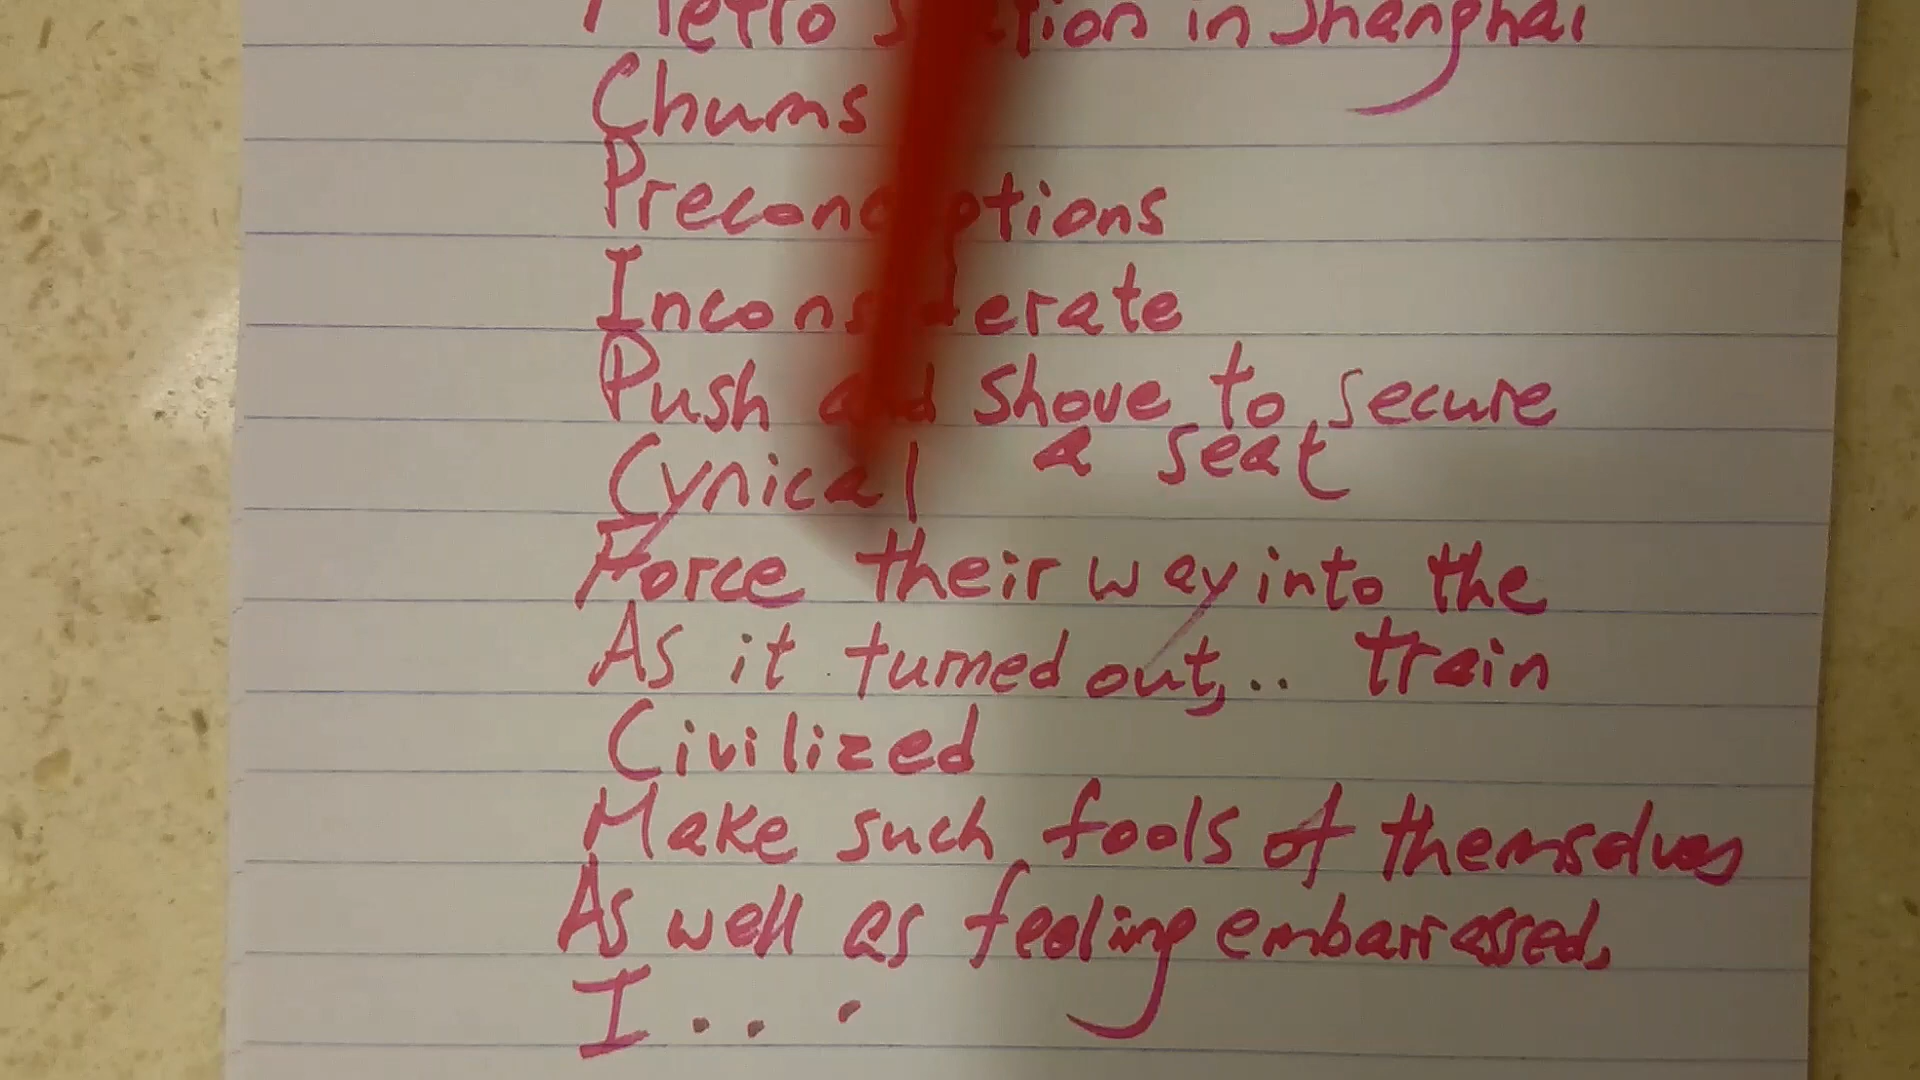 Metro Station in Shanghai
Chums
Preconceptions
Inconsiderate
Push and shove to secure
a seat
Cynical
Force their way into the
train
As it turned out, ..
Civilized
Make such fools of themselves
As well as feeling embarrassed,
I . . .